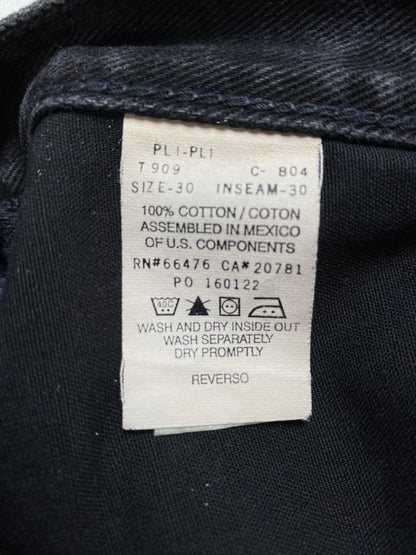 PLI-PLI
T909 C- 804
SIZE-30 INSEAM-30
100% COTTON / COTON
ASSEMBLED IN MEXICO
OF U.S. COMPONENTS
RN#66476 CA#20781
PO 160122
40C
WASH AND DRY INSIDE OUT
WASH SEPARATELY
DRY PROMPTLY
REVERSO